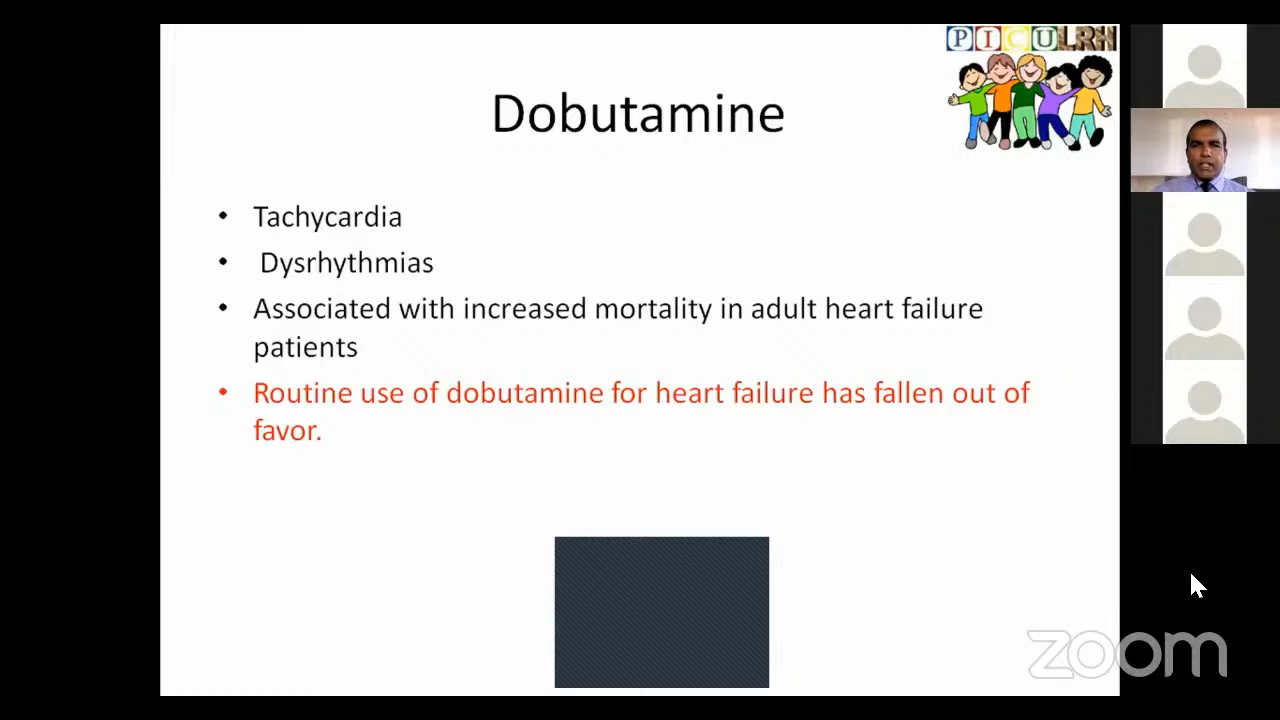 PICULRH
Dobutamine
• Tachycardia
• Dysrhythmias
• Associated with increased mortality in adult heart failure
patients
• Routine use of dobutamine for heart failure has fallen out of
favor.
zoom